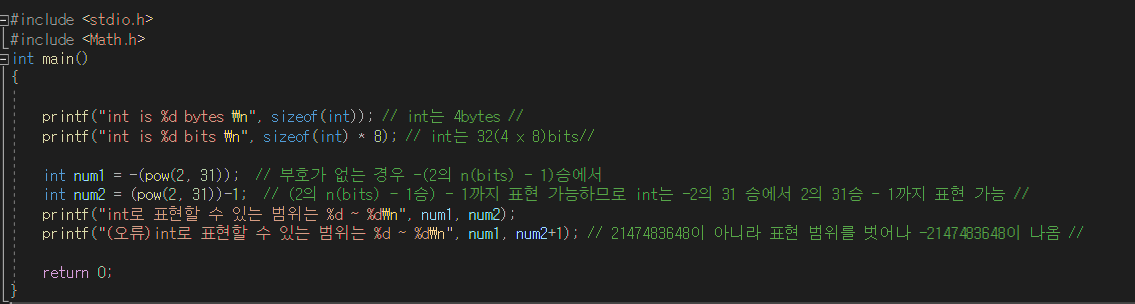 #include <stdio.h>
#include <Math.h>
int main()
{
printf("int is %d bytes ₩n", sizeof(int)); // int는 4bytes //
printf("int is %d bits ₩n", sizeof(int) * 8); // int는 32(4 x 8)bits//
int num1 = -(pow(2, 31)); // 부호가 없는 경우 -(2의 n(bits) - 1)승에서
int num2 = (pow(2, 31))-1; // (2의 n(bits) - 1승) - 1까지 표현 가능하므로 int는 -2의 31 승에서 2의 31승 - 1까지 표현 가능 //
printf("int로 표현할 수 있는 범위는 %d ~ %d₩n", num1, num2);
printf("(오류)int로 표현할 수 있는 범위는 %d ~ %d₩n", num1, num2+1); // 2147483648이 아니라 표현 범위를 벗어나 -2147483648이 나옴 //
return 0;
}